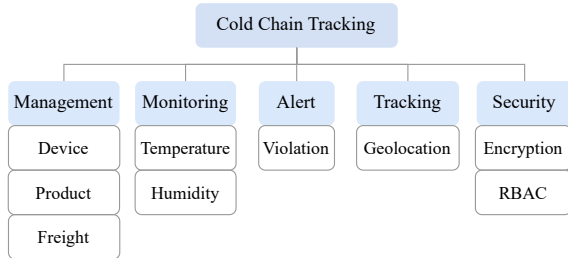 Cold Chain Tracking
Management
Monitoring
Alert
Tracking
Security
Device
Temperature
Violation
Geolocation
Encryption
Product
Humidity
RBAC
Freight